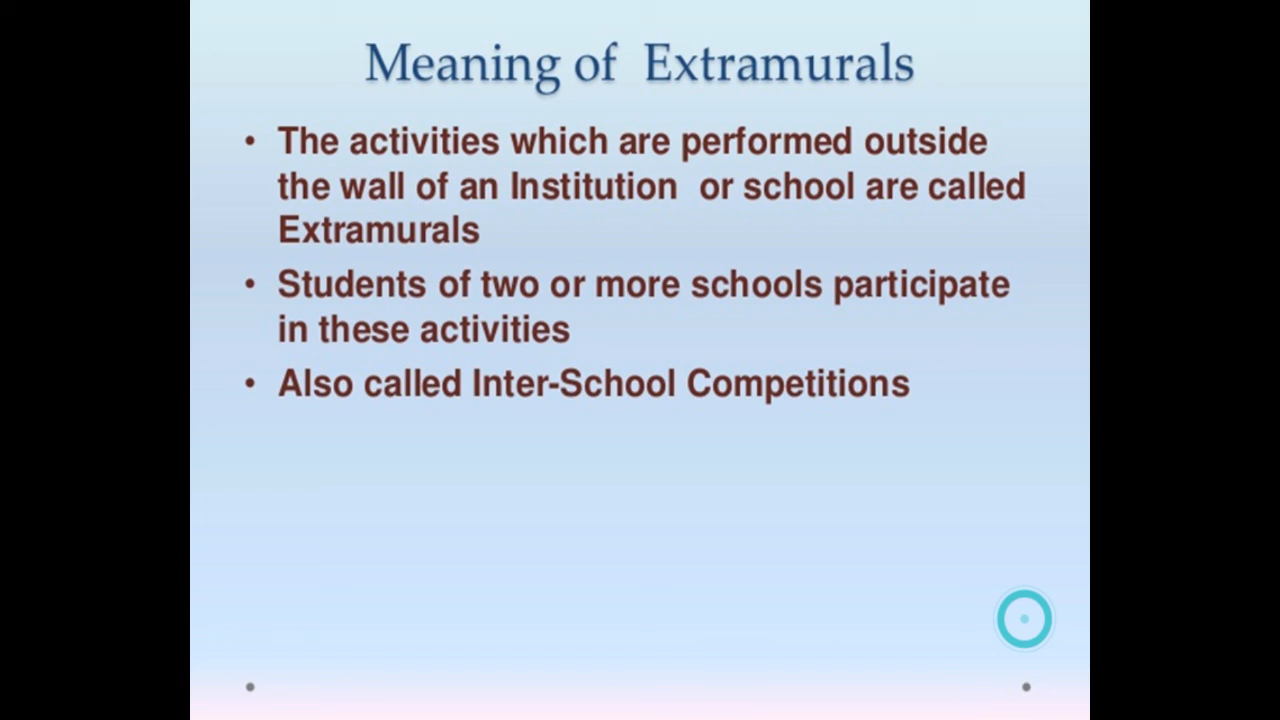 Meaning of Extramurals
• The activities which are performed outside
the wall of an Institution or school are called
Extramurals
• Students of two or more schools participate
in these activities
• Also called Inter-School Competitions